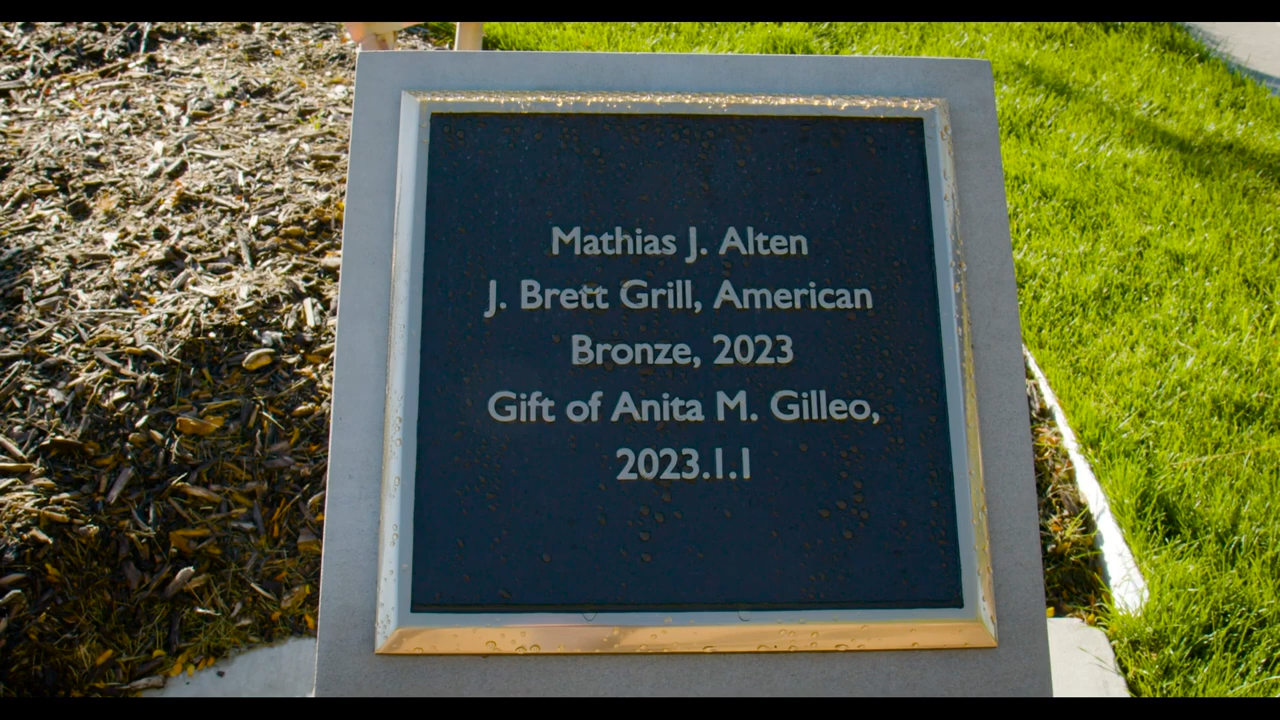 Mathias J. Alten
J. Brett Grill, American
Bronze, 2023
Gift of Anita M. Gilleo,
2023.1.1